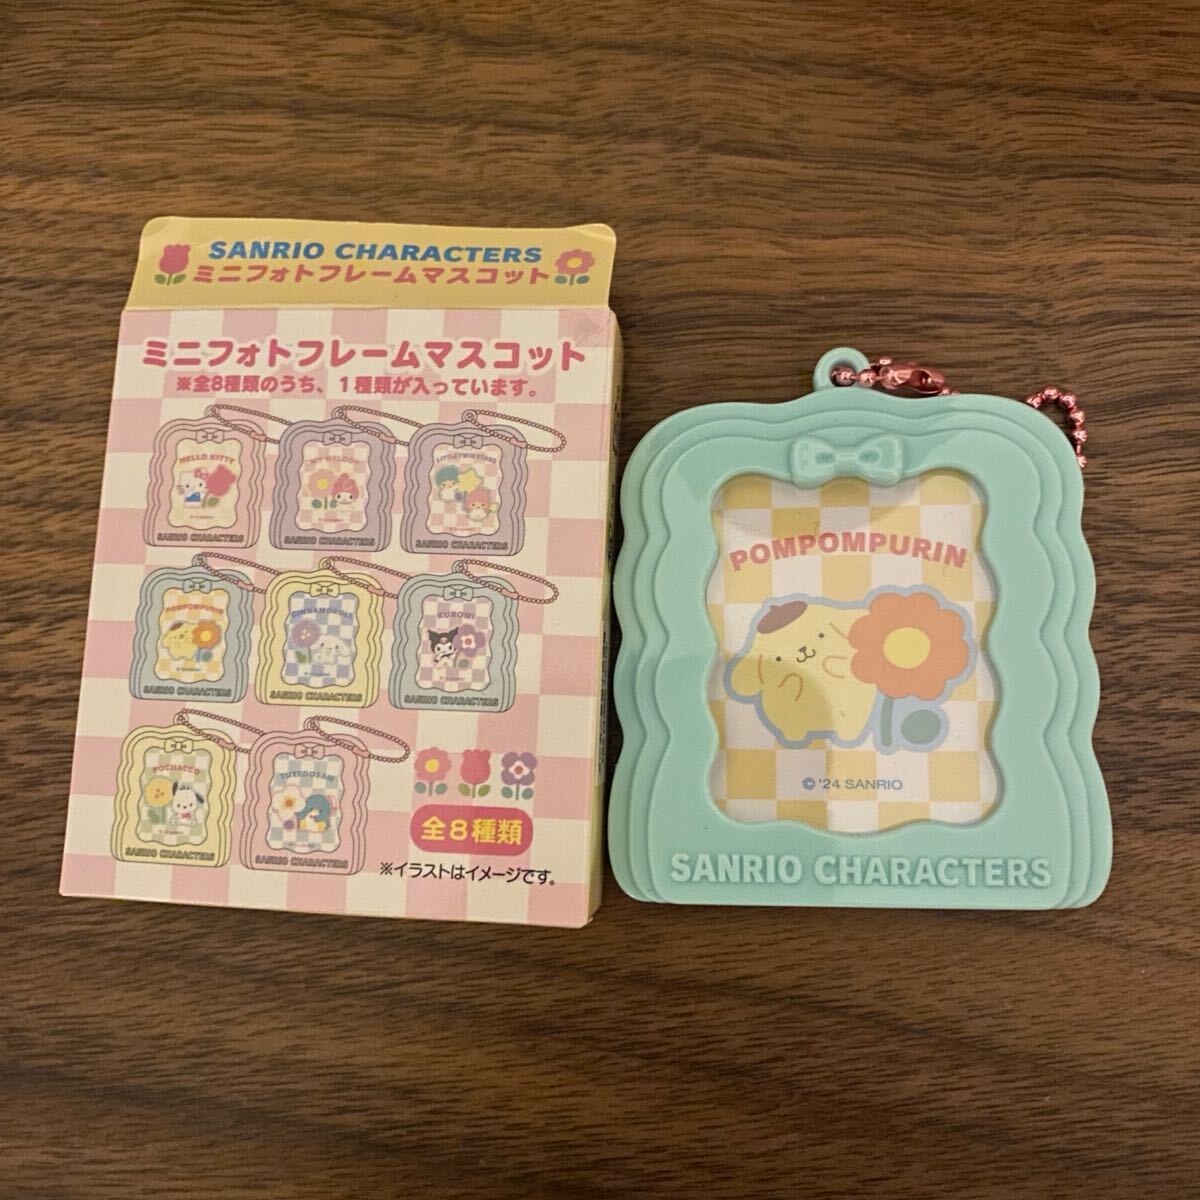 SANRIO CHARACTERS
ミニフォトフレームマスコット
ミニフォトフレームマスコット
※全8種類のうち、1種類が入っています。
HELLO KITTY
SANRIO CHARACTERS
MY MELODY
SANRIO CHARACTERS
LITTLE TWIN STARS
SANRIO CHARACTERS
POMPOMPURIN
SANRIO CHARACTERS
CINNAMOROLL
SANRIO CHARACTERS
KUROMI
SANRIO CHARACTERS
POCHACCO
SANRIO CHARACTERS
TUXEDOSAM
SANRIO CHARACTERS
全8種類
※イラストはイメージです。
POMPOMPURIN
© '24 SANRIO
SANRIO CHARACTERS